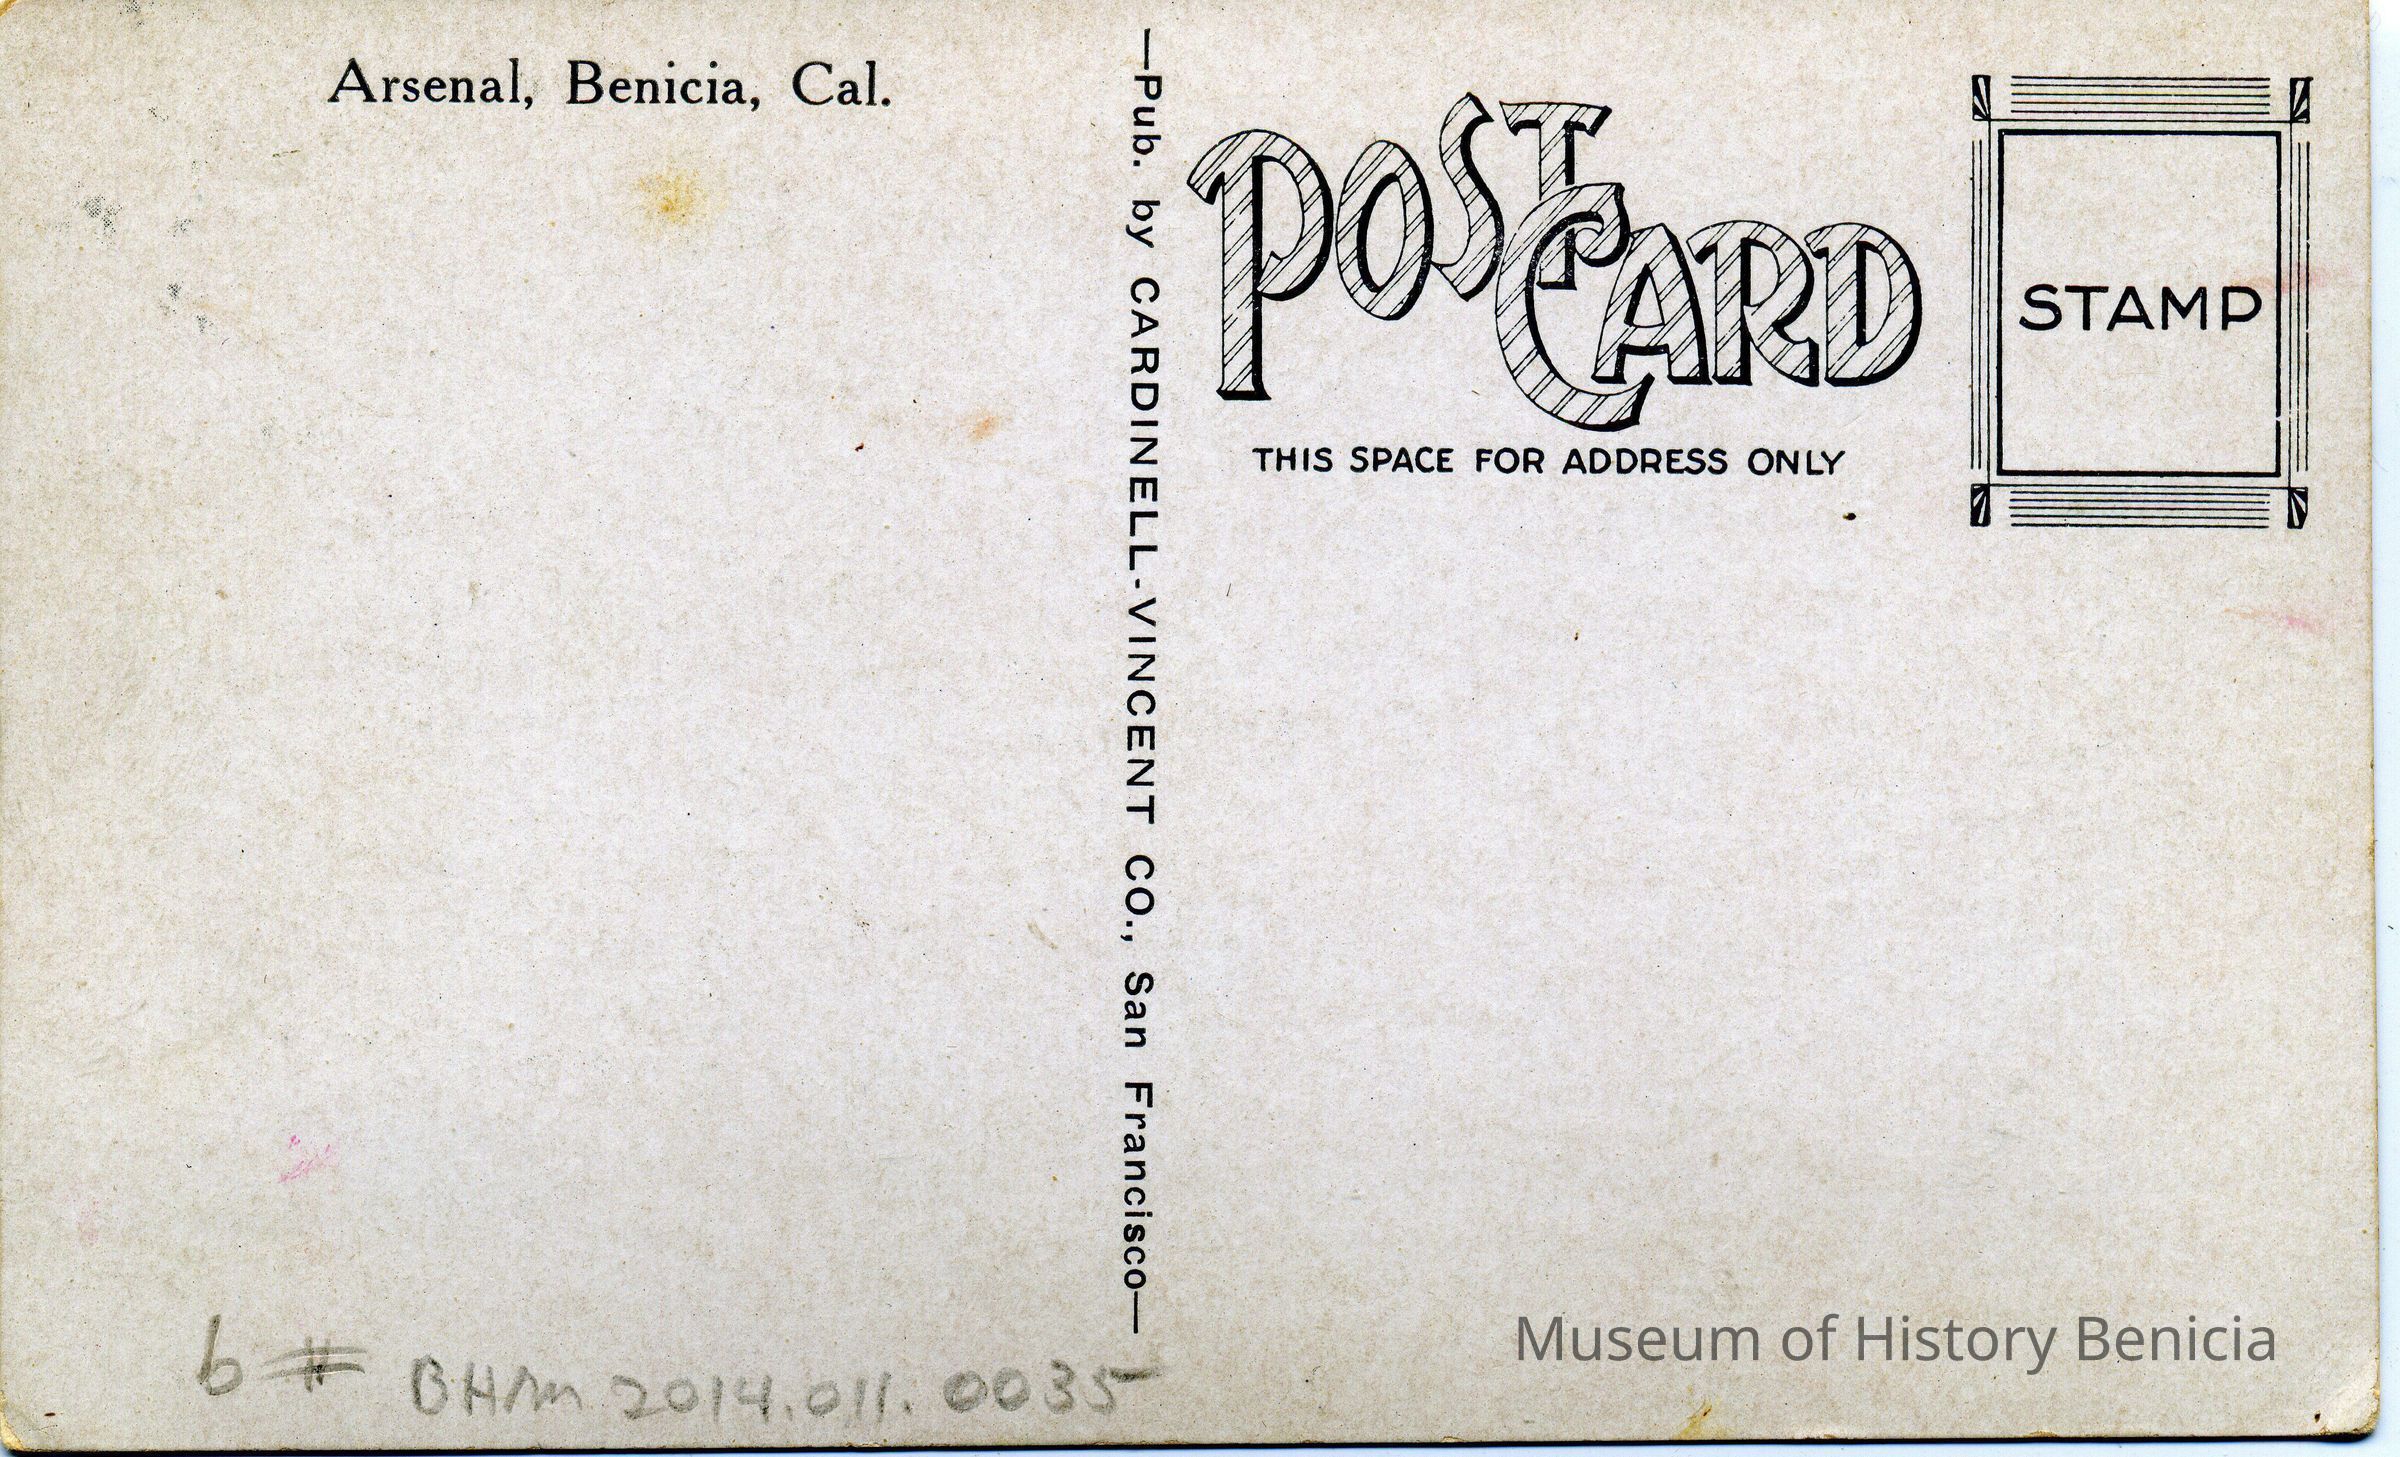 Arsenal, Benicia, Cal.
—Pub. by CARDINELL-VINCENT CO., San Francisco—
POST CARD
THIS SPACE FOR ADDRESS ONLY
STAMP
6 #
BHM 2014.011.0035
Museum of History Benicia